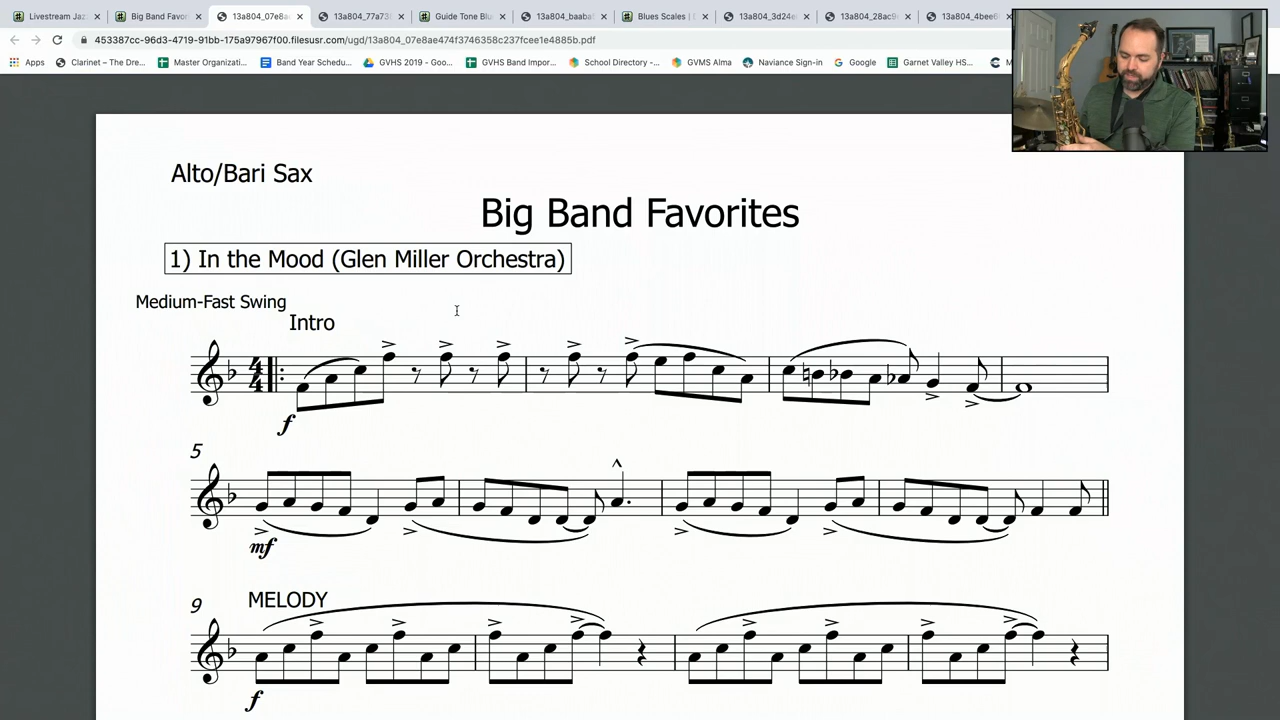 Livestream Jaz
Big Band Favor
13a804_07e8a
13a804_77a73
Guide Tone Blu
13a804_baaba
Blues Scales | D
13a804_3d24e
13a804_28ac9
13a804_4bee6
453387cc-96d3-4719-91bb-175a97967f00.filesusr.com/ugd/13a804_07e8ae474f3746358c237fcee1e4885b.pdf
Apps
Clarinet – The Dre...
Master Organizati...
Band Year Schedu...
GVHS 2019 - Goo...
GVHS Band Impor...
School Directory -...
GVMS Alma
Naviance Sign-in
Google
Garnet Valley HS...
Alto/Bari Sax
Big Band Favorites
1) In the Mood (Glen Miller Orchestra)
Medium-Fast Swing
Intro
4
4
f
5
mf
9
MELODY
f